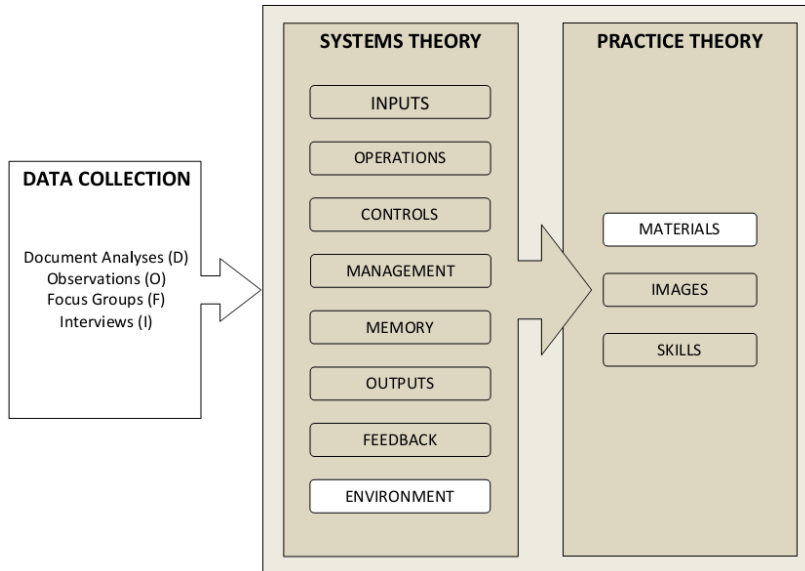 DATA COLLECTION
Document Analyses (D)
Observations (O)
Focus Groups (F)
Interviews (I)
SYSTEMS THEORY
INPUTS
OPERATIONS
CONTROLS
MANAGEMENT
MEMORY
OUTPUTS
FEEDBACK
ENVIRONMENT
PRACTICE THEORY
MATERIALS
IMAGES
SKILLS